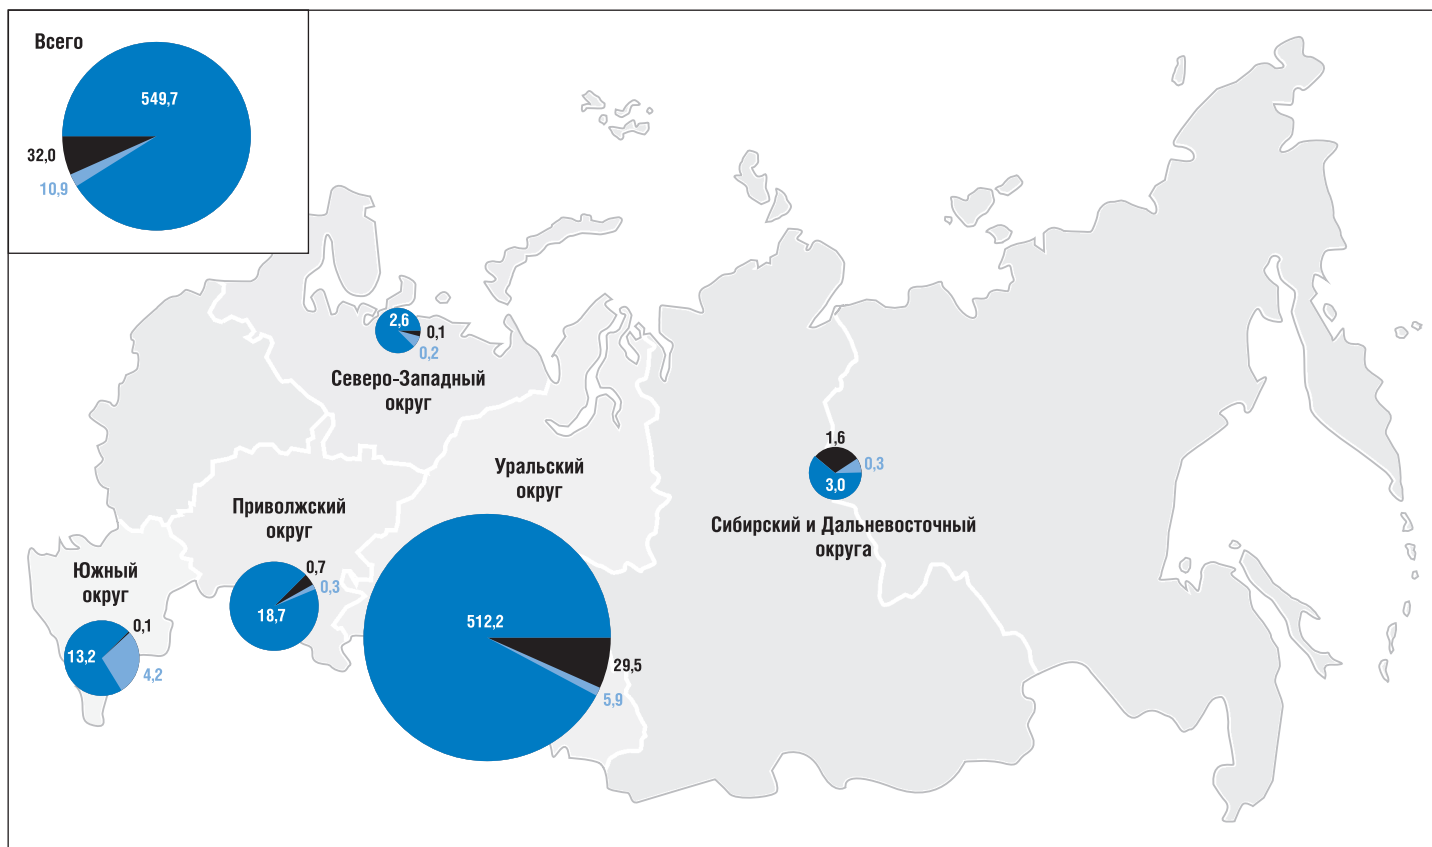 Всего
549,7
32,0
10,9
2,6
0,1
0,2
Северо-Западный
округ
Уральский
округ
512,2
29,5
5,9
Приволжский
округ
0,7
0,3
18,7
Южный
округ
0,1
13,2
4,2
1,6
0,3
3,0
Сибирский и Дальневосточный
округа